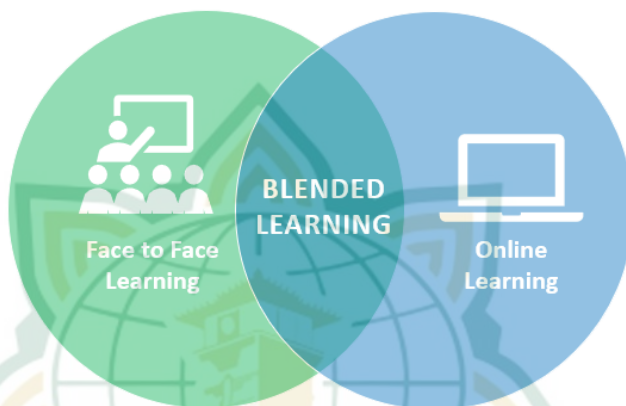 Face to Face
Learning
BLENDED
LEARNING
Online
Learning